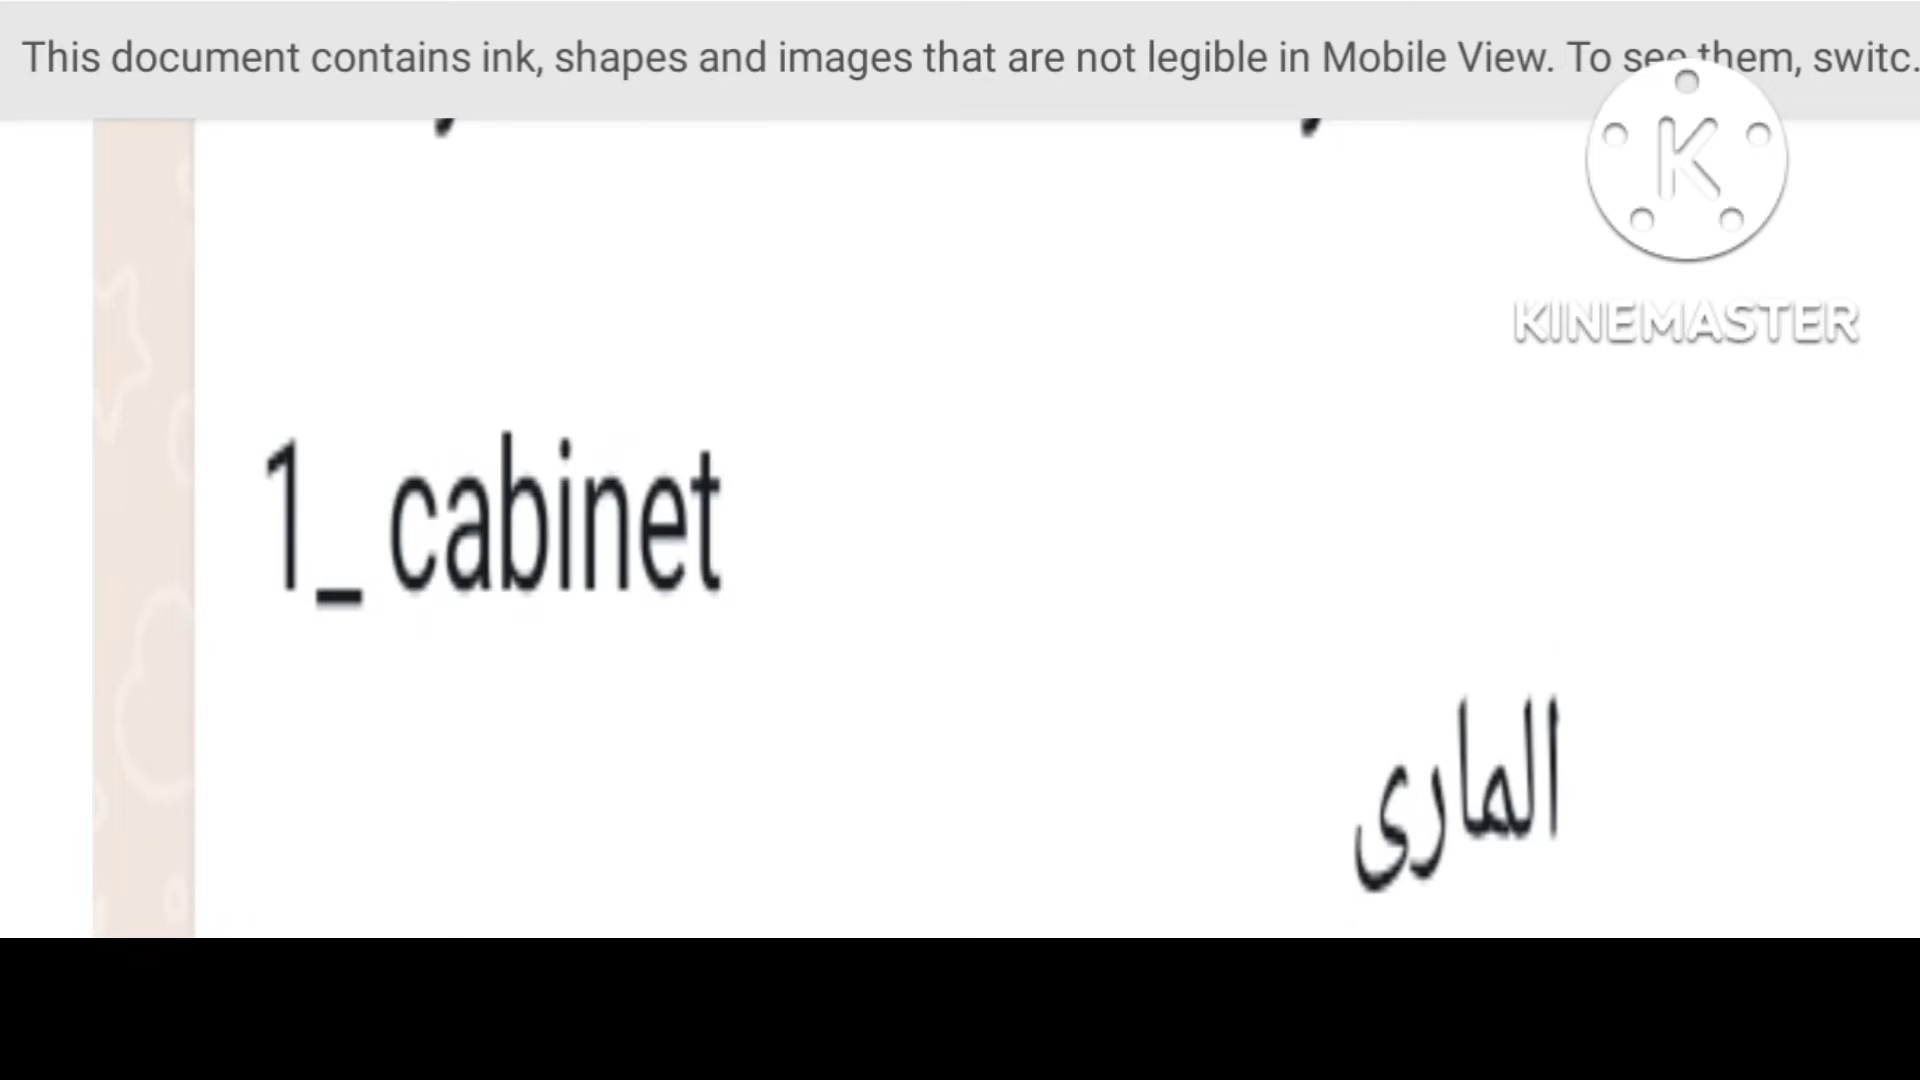 This document contains ink, shapes and images that are not legible in Mobile View. To see them, switc.
K
KINEMASTER
1_ cabinet
الماری